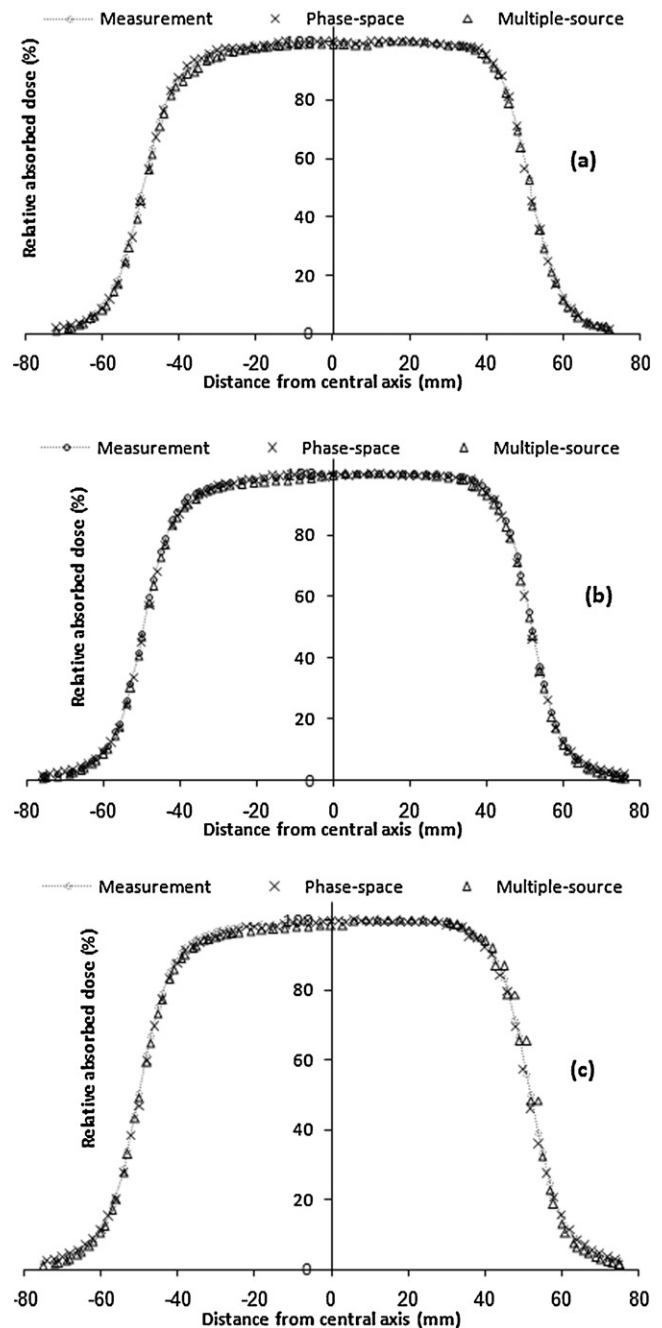 Measurement Phase-space Multiple-source
Relative absorbed dose (%)
100
80
60
40
20
0
(a)
-80 -60 -40 -20 0 20 40 60 80
Distance from central axis (mm)
Measurement Phase-space Multiple-source
Relative absorbed dose (%)
100
80
60
40
20
0
(b)
-80 -60 -40 -20 0 20 40 60 80
Distance from central axis (mm)
Measurement Phase-space Multiple-source
Relative absorbed dose (%)
100
80
60
40
20
0
(c)
-80 -60 -40 -20 0 20 40 60 80
Distance from central axis (mm)